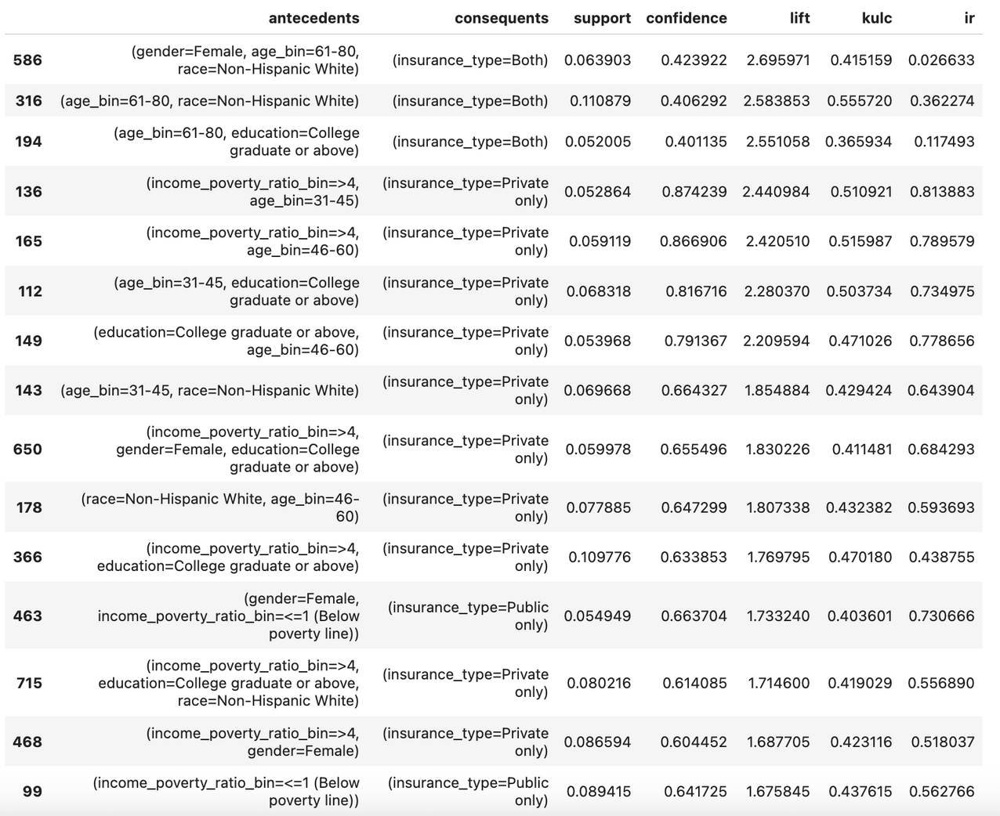 antecedents consequents support confidence lift kulc ir
586 (gender=Female, age_bin=61-80, race=Non-Hispanic White) (insurance_type=Both) 0.063903 0.423922 2.695971 0.415159 0.026633
316 (age_bin=61-80, race=Non-Hispanic White) (insurance_type=Both) 0.110879 0.406292 2.583853 0.555720 0.362274
194 (age_bin=61-80, education=College graduate or above) (insurance_type=Both) 0.052005 0.401135 2.551058 0.365934 0.117493
136 (income_poverty_ratio_bin=>4, age_bin=31-45) (insurance_type=Private only) 0.052864 0.874239 2.440984 0.510921 0.813883
165 (income_poverty_ratio_bin=>4, age_bin=46-60) (insurance_type=Private only) 0.059119 0.866906 2.420510 0.515987 0.789579
112 (age_bin=31-45, education=College graduate or above) (insurance_type=Private only) 0.068318 0.816716 2.280370 0.503734 0.734975
149 (education=College graduate or above, age_bin=46-60) (insurance_type=Private only) 0.053968 0.791367 2.209594 0.471026 0.778656
143 (age_bin=31-45, race=Non-Hispanic White) (insurance_type=Private only) 0.069668 0.664327 1.854884 0.429424 0.643904
650 (income_poverty_ratio_bin=>4, gender=Female, education=College graduate or above) (insurance_type=Private only) 0.059978 0.655496 1.830226 0.411481 0.684293
178 (race=Non-Hispanic White, age_bin=46-60) (insurance_type=Private only) 0.077885 0.647299 1.807338 0.432382 0.593693
366 (income_poverty_ratio_bin=>4, education=College graduate or above) (insurance_type=Private only) 0.109776 0.633853 1.769795 0.470180 0.438755
463 (gender=Female, income_poverty_ratio_bin=<=1 (Below poverty line)) (insurance_type=Public only) 0.054949 0.663704 1.733240 0.403601 0.730666
715 (income_poverty_ratio_bin=>4, education=College graduate or above, race=Non-Hispanic White) (insurance_type=Private only) 0.080216 0.614085 1.714600 0.419029 0.556890
468 (income_poverty_ratio_bin=>4, gender=Female) (insurance_type=Private only) 0.086594 0.604452 1.687705 0.423116 0.518037
99 (income_poverty_ratio_bin=<=1 (Below poverty line)) (insurance_type=Public only) 0.089415 0.641725 1.675845 0.437615 0.562766